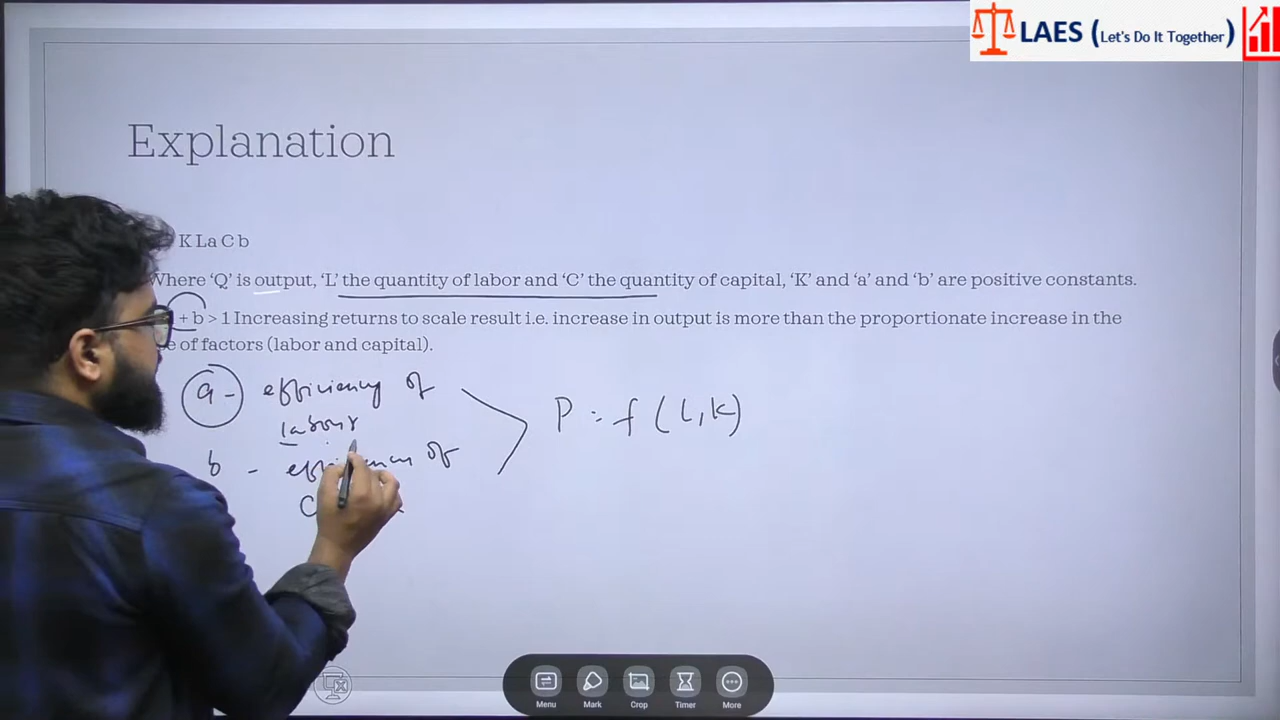 LAES (Let's Do It Together)
Explanation
K La C b
Where 'Q' is output, 'L' the quantity of labor and 'C' the quantity of capital, 'K' and 'a' and 'b' are positive constants.
+ b > 1 Increasing returns to scale result i.e. increase in output is more than the proportionate increase in the
of factors (labor and capital).
a - efficiency of
labour
b - efficiency of
P = f (L, K)
Menu Mark Crop Timer More